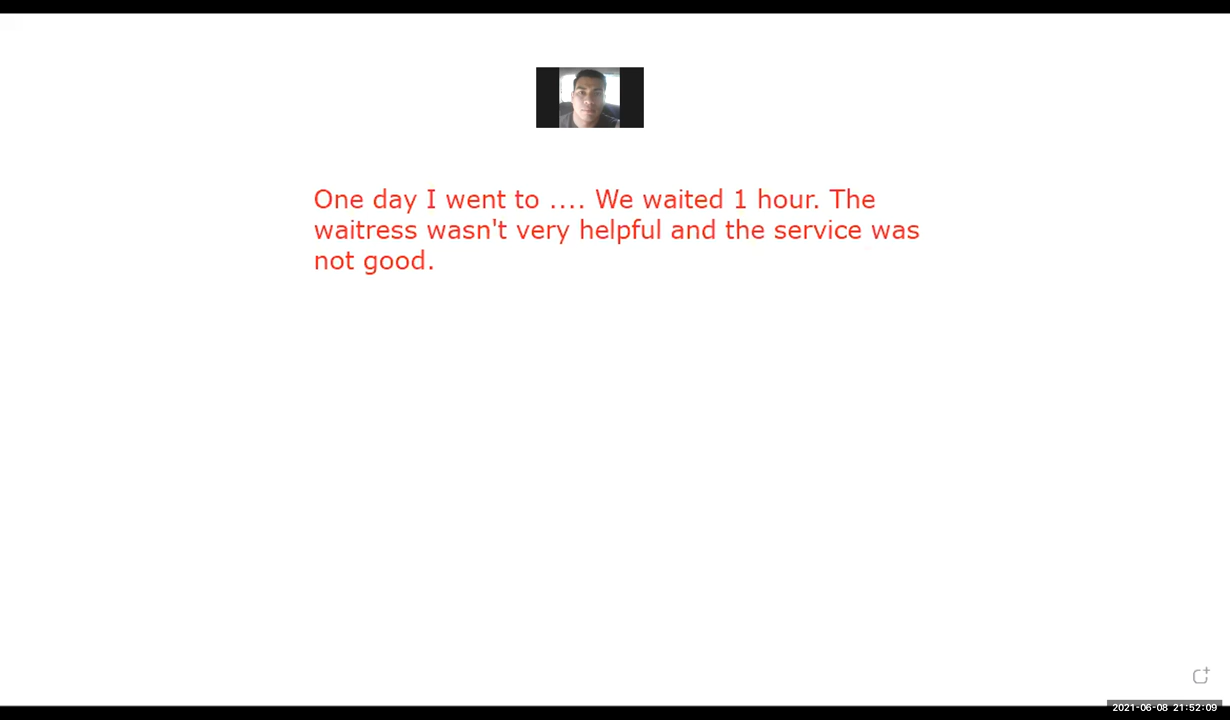 One day I went to .... We waited 1 hour. The
waitress wasn't very helpful and the service was
not good.
2021-06-08 21:52:09